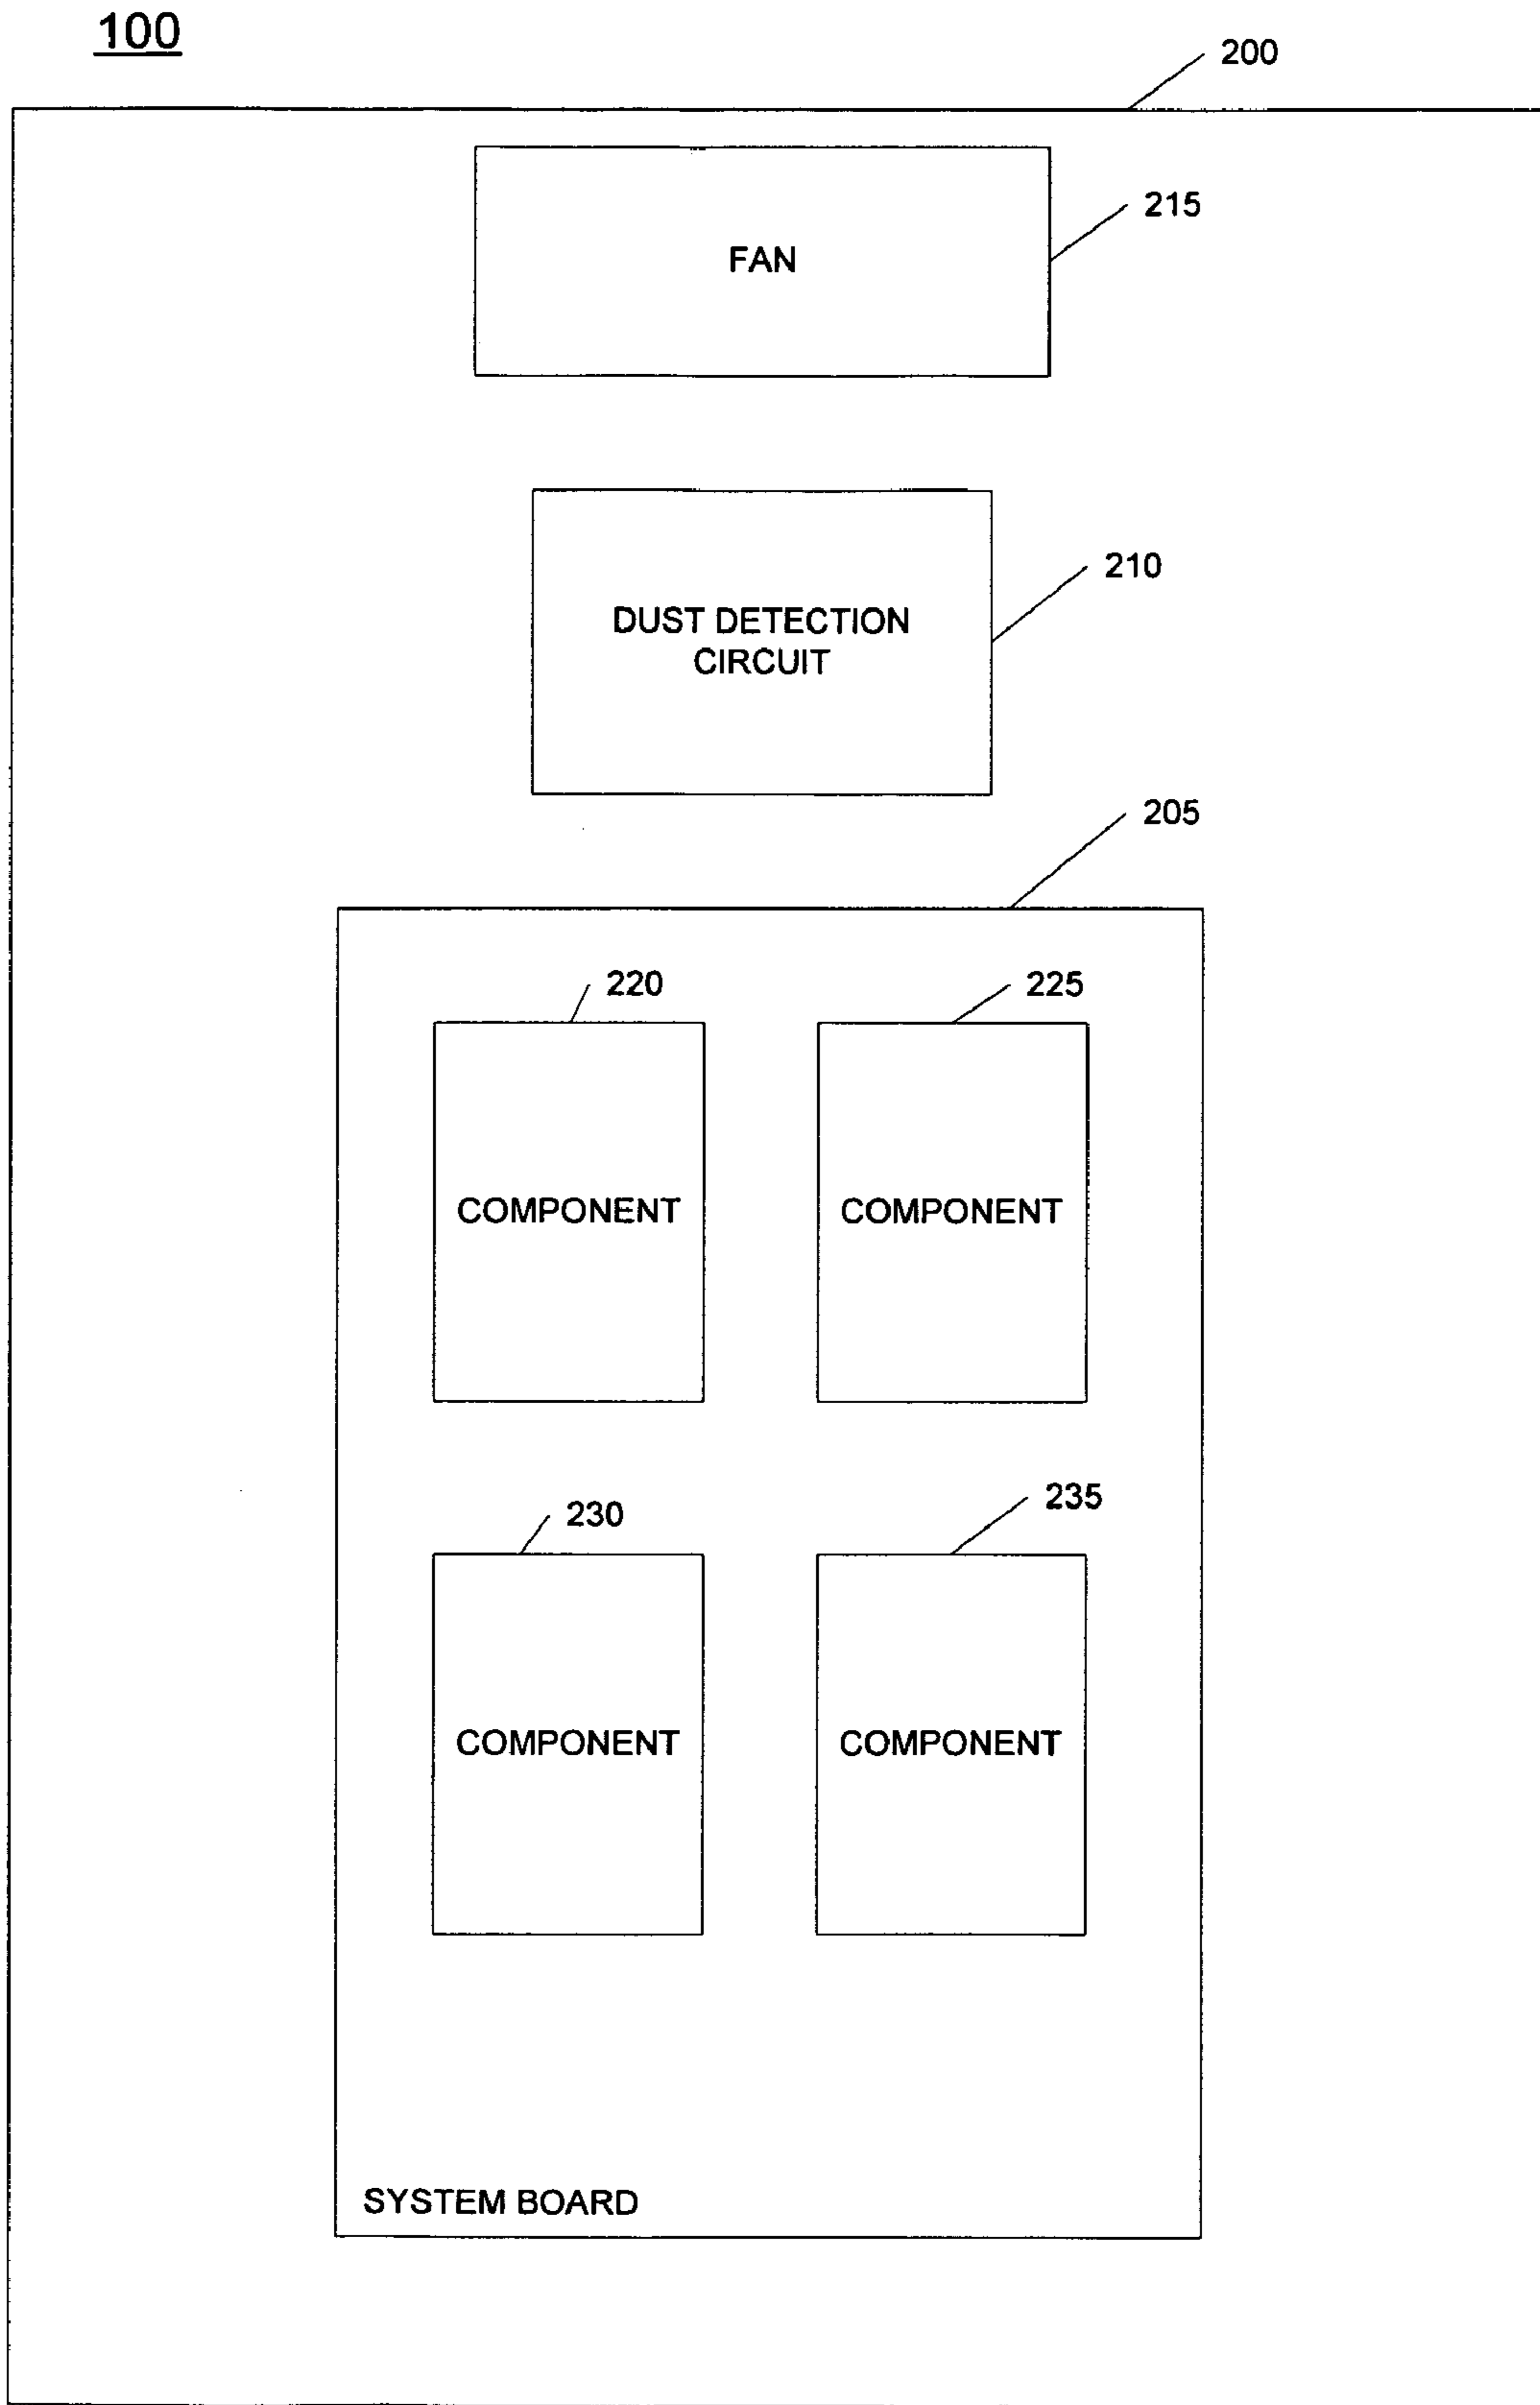 100
200
215
FAN
210
DUST DETECTION
CIRCUIT
205
220
225
COMPONENT
COMPONENT
230
235
COMPONENT
COMPONENT
SYSTEM BOARD